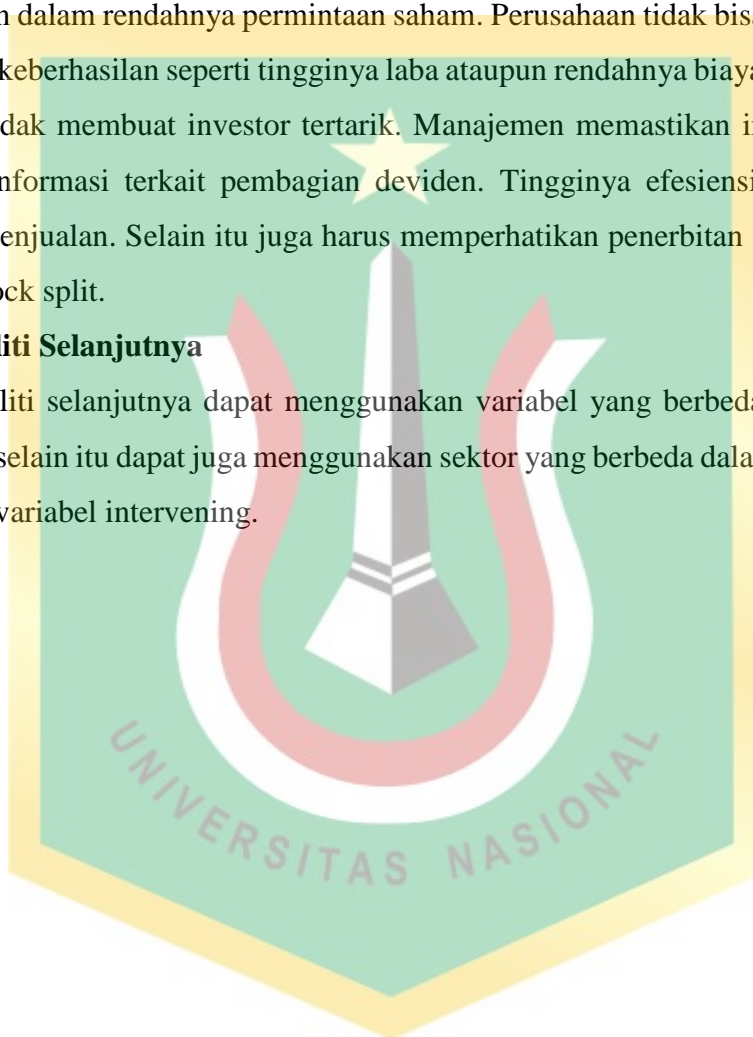 dalam rendahnya permintaan saham. Perusahaan tidak bisa
keberhasilan seperti tingginya laba ataupun rendahnya biaya
dak membuat investor tertarik. Manajemen memastikan
nformasi terkait pembagian deviden. Tingginya efesiensi
enjualan. Selain itu juga harus memperhatikan penerbitan
ock split.
liti Selanjutnya
liti selanjutnya dapat menggunakan variabel yang berbeda
selain itu dapat juga menggunakan sektor yang berbeda dala
variabel intervening.
UNIVERSITAS NASIONAL